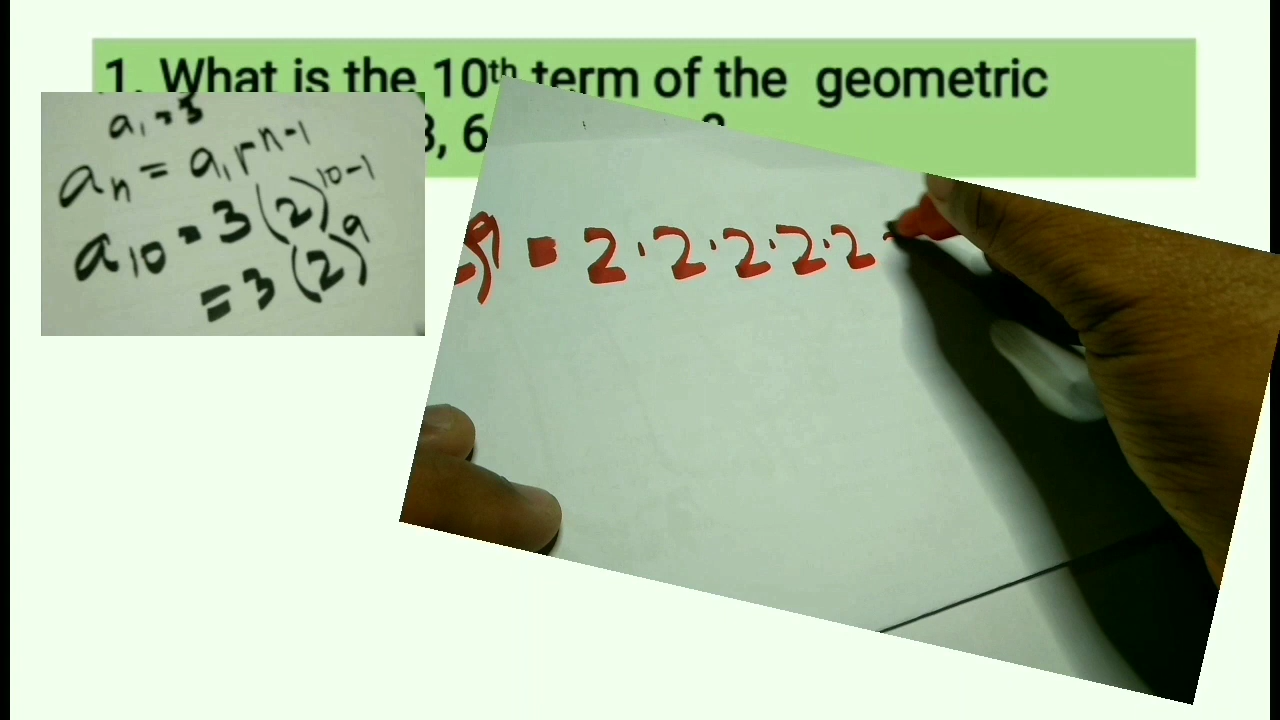 1. What is the 10th term of the geometric
3, 6
a₁ = 3
aₙ = a₁rⁿ⁻¹
a₁₀ = 3(2)¹⁰⁻¹
= 3(2)⁹
)⁹ = 2·2·2·2·2·